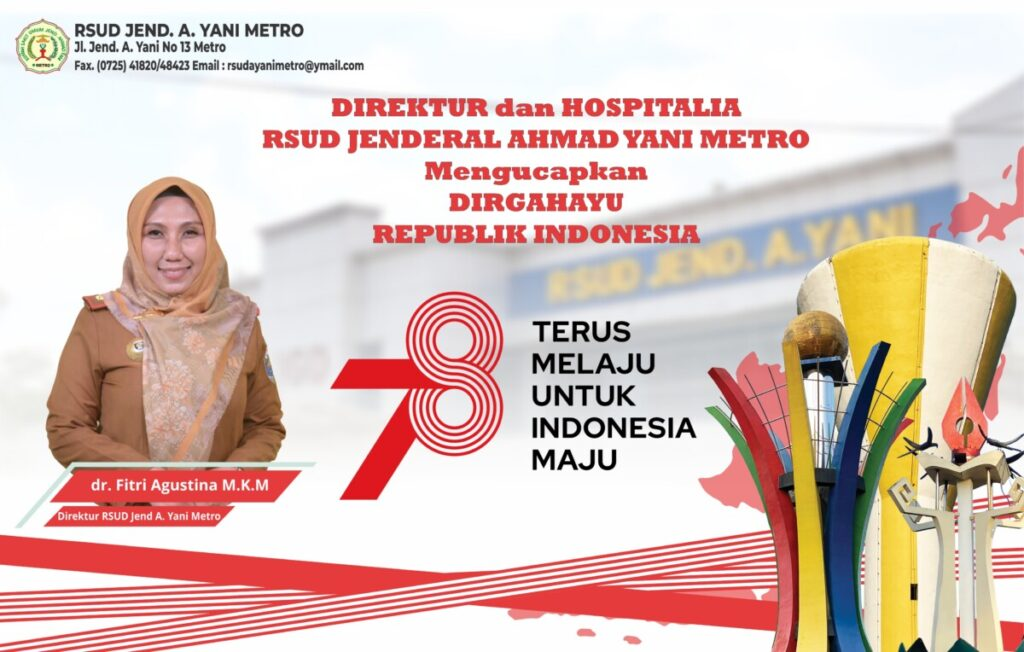 RSUD JEND. A. YANI METRO
Jl. Jend. A. Yani No 13 Metro
Fax. (0725) 41820/48423 Email : rsudayanimetro@ymail.com
DIREKTUR dan HOSPITALIA
RSUD JENDERAL AHMAD YANI METRO
Mengucapkan
DIRGAHAYU
REPUBLIK INDONESIA
RSUD JEND. A. YANI
78
TERUS
MELAJU
UNTUK
INDONESIA
MAJU
dr. Fitri Agustina M.K.M
Direktur RSUD Jend A. Yani Metro